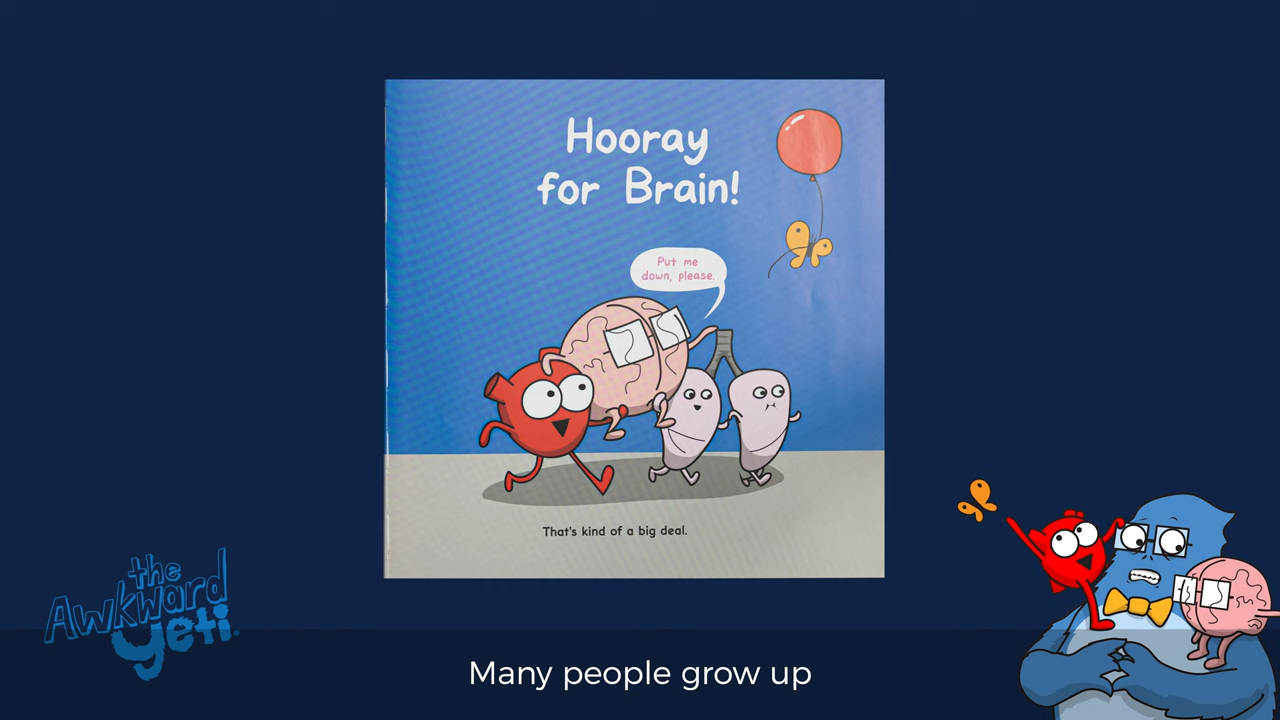 Hooray
for Brain!
Put me
down, please.
That's kind of a big deal.
the
Awkward
yeti
Many people grow up